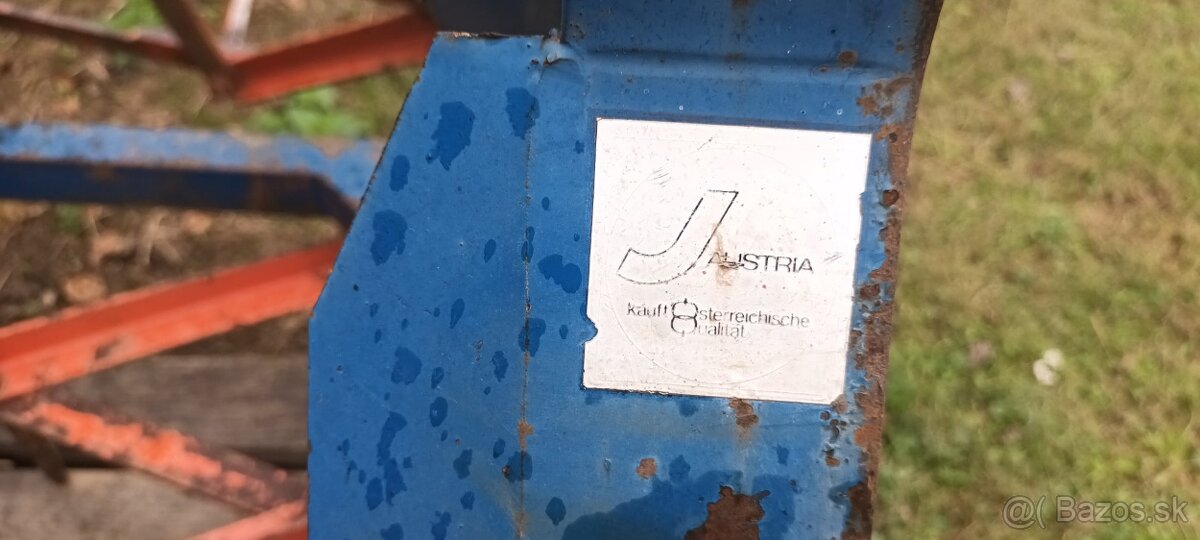 J AUSTRIA
kauft österreichische
Qualität
@( Bazos.sk